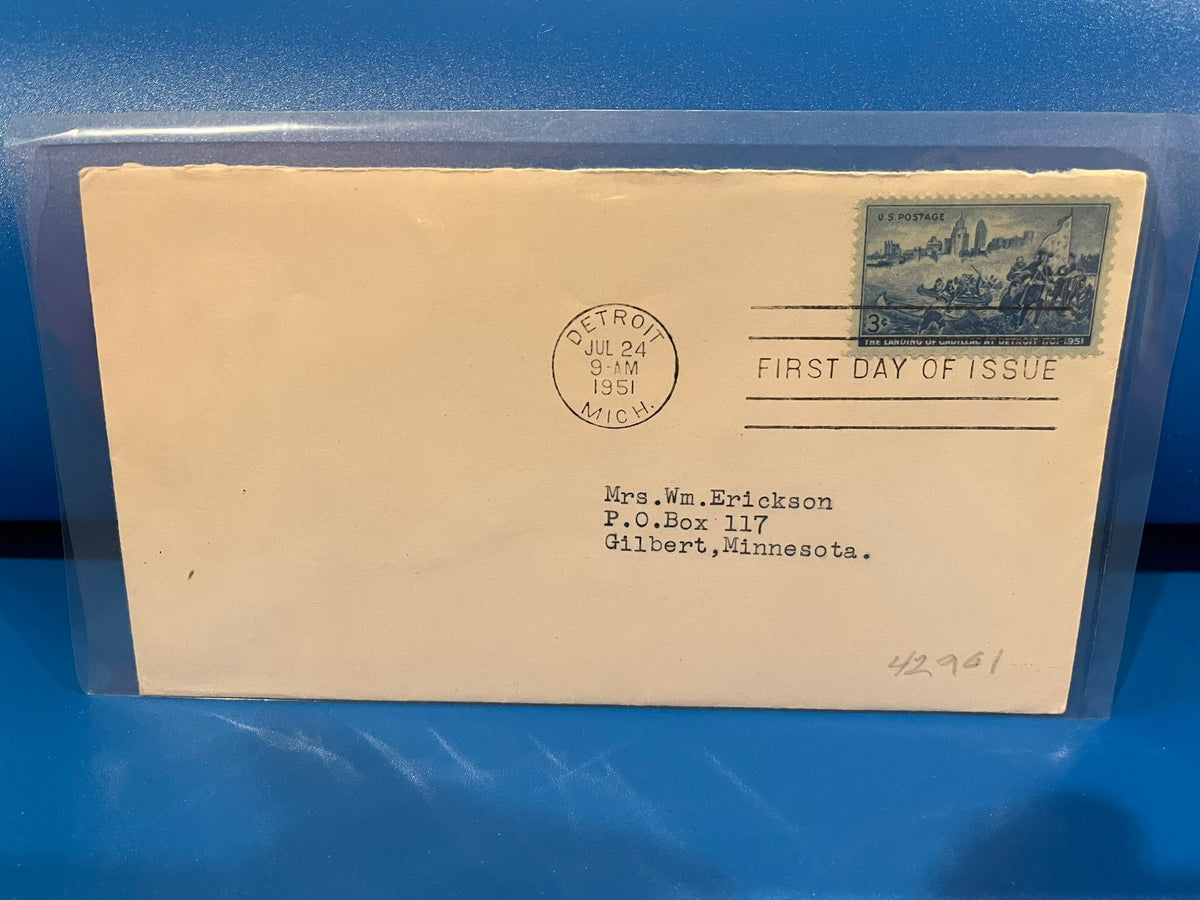 U.S. POSTAGE
3¢
THE LANDING OF CADILLAC AT DETROIT 1701-1951
DETROIT
JUL 24
9-AM
1951
MICH.
FIRST DAY OF ISSUE
Mrs.Wm.Erickson
P.O.Box 117
Gilbert,Minnesota.
42961